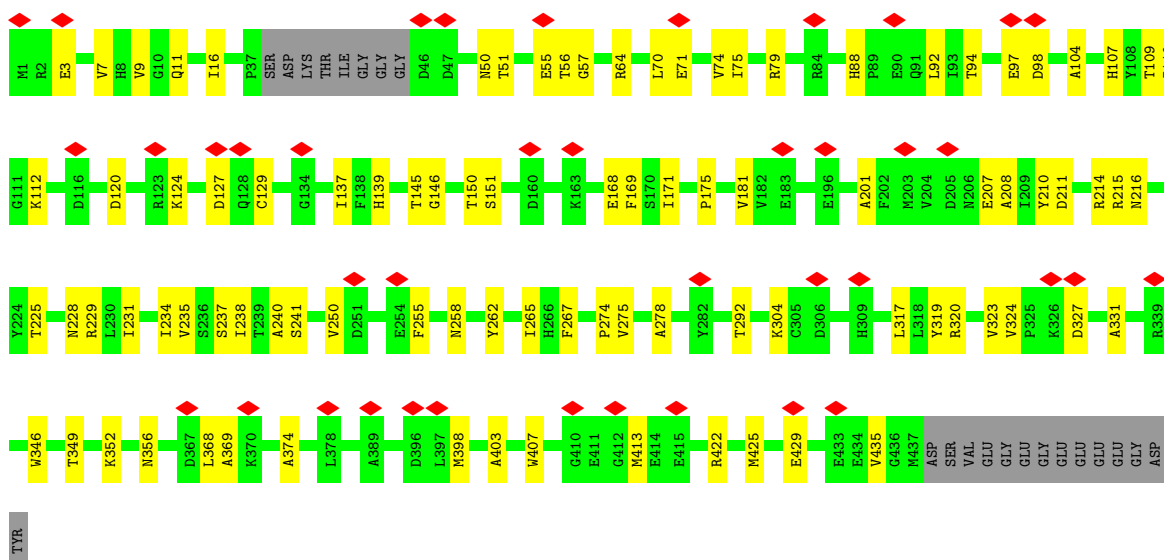 M1 R2 E3 V7 H8 V9 G10 Q11 I16 P37 SER ASP LYS THR ILE GLY GLY GLY D46 D47 N50 T51 E55 T56 G57 R64 L70 E71 V74 I75 R79 R84 H88 P89 E90 Q91 L92 I93 T94 E97 D98 A104 H107 Y108 T109
G111 K112 D116 D120 R123 K124 D127 Q128 C129 G134 I137 F138 H139 T145 G146 T150 S151 D160 K163 E168 F169 S170 I171 P175 V181 V182 E183 E196 A201 F202 M203 V204 D205 N206 E207 A208 I209 Y210 D211 R214 R215 N216
Y224 T225 N228 R229 L230 I231 I234 V235 S236 S237 I238 T239 A240 S241 V250 D251 E254 F255 N258 Y262 I265 H266 F267 P274 V275 A278 Y282 T292 K304 C305 D306 H309 L317 L318 Y319 R320 V323 V324 P325 K326 D327 A331 R339
W346 T349 K352 N356 D367 L368 A369 K370 A374 L378 A389 D396 L397 M398 A403 W407 G410 E411 G412 M413 E414 E415 R422 M425 E429 E433 E434 V435 G436 M437 ASP SER VAL GLU GLY GLU GLY GLU GLU GLU GLU GLY ASP
TYR